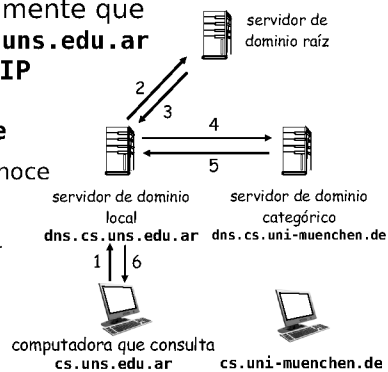 mente que
uns.edu.ar
IP
e
noce
servidor de
dominio raíz
2
3
4
5
servidor de dominio
local
dns.cs.uns.edu.ar
servidor de dominio
categórico
dns.cs.uni-muenchen.de
1
6
computadora que consulta
cs.uns.edu.ar
cs.uni-muenchen.de